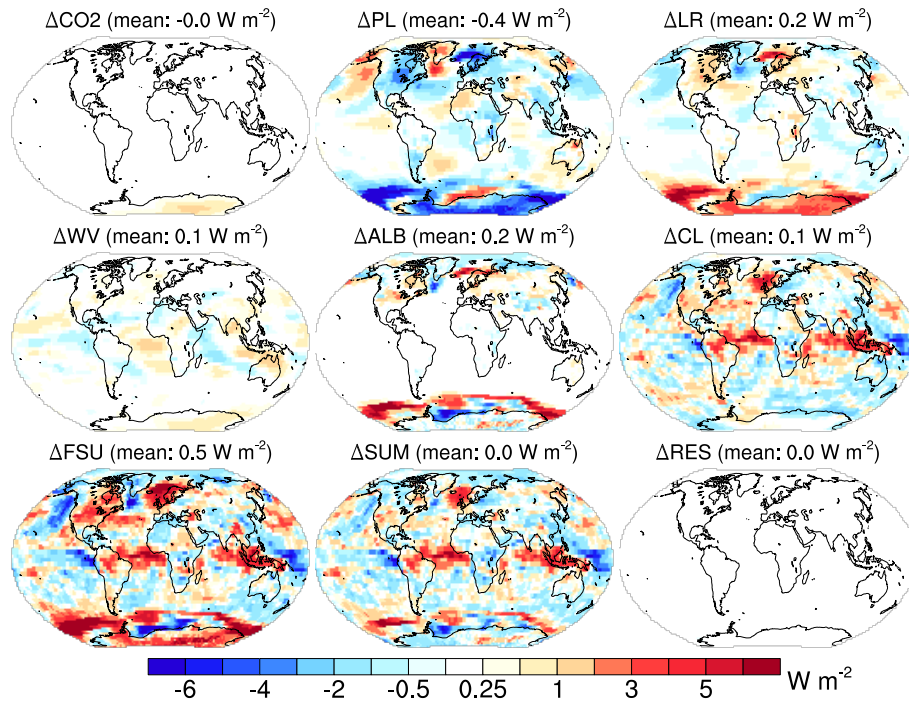 ΔCO2 (mean: -0.0 W m⁻²) ΔPL (mean: -0.4 W m⁻²) ΔLR (mean: 0.2 W m⁻²)
ΔWV (mean: 0.1 W m⁻²) ΔALB (mean: 0.2 W m⁻²) ΔCL (mean: 0.1 W m⁻²)
ΔFSU (mean: 0.5 W m⁻²) ΔSUM (mean: 0.0 W m⁻²) ΔRES (mean: 0.0 W m⁻²)
-6 -4 -2 -0.5 0.25 1 3 5 W m⁻²